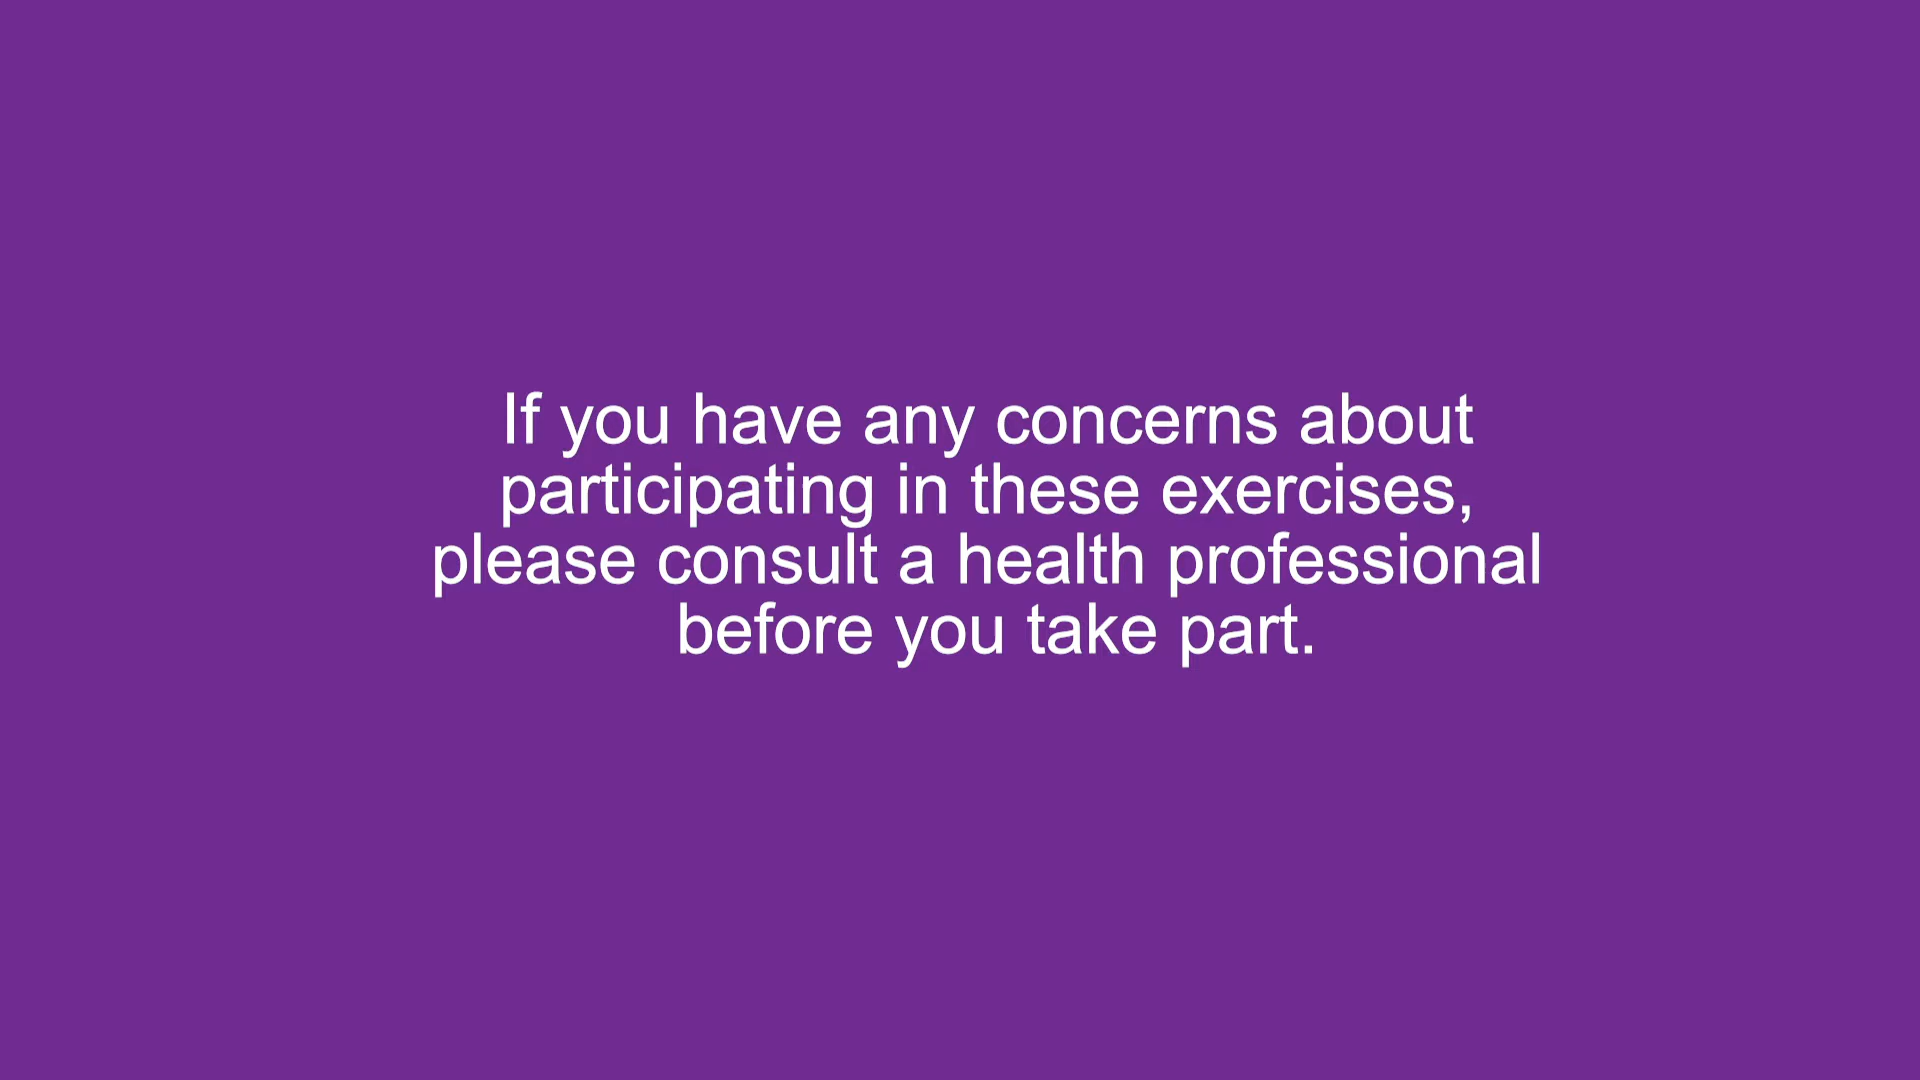 If you have any concerns about
participating in these exercises,
please consult a health professional
before you take part.